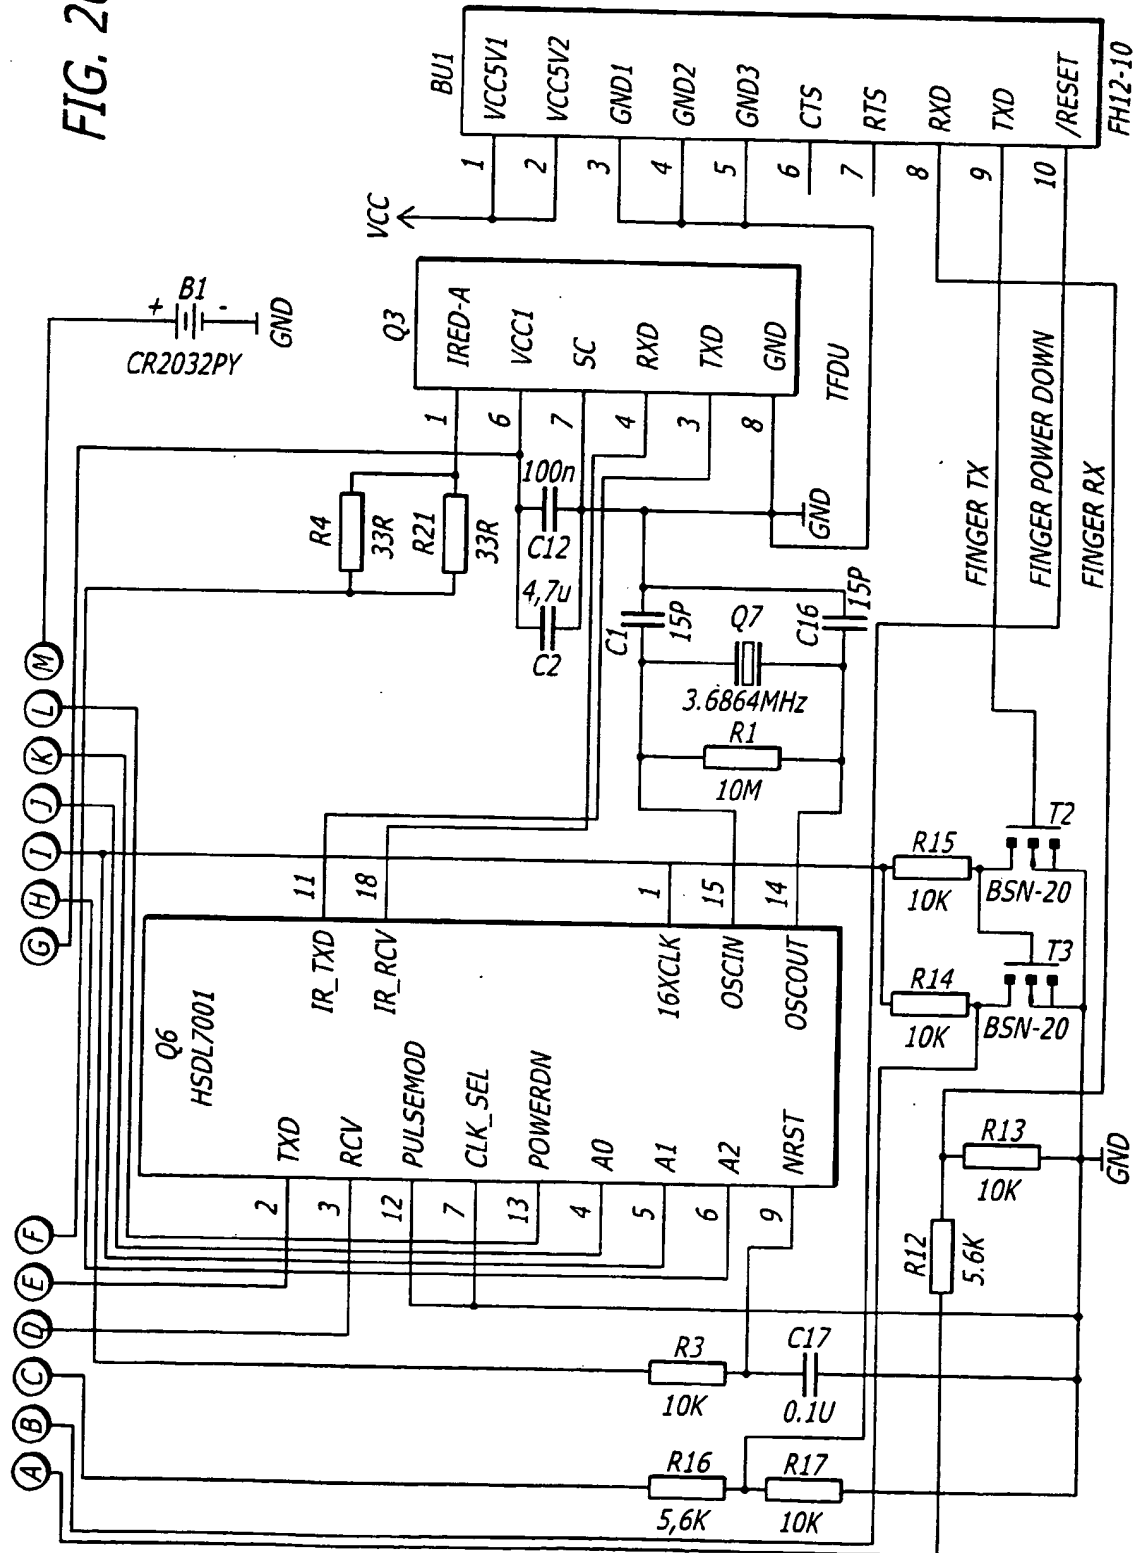 FIG. 2
BU1
VCC5V1
VCC5V2
GND1
GND2
GND3
CTS
RTS
RXD
TXD
/RESET
FH12-10
1
2
3
4
5
6
7
8
9
10
VCC
B1
+
-
GND
CR2032PY
Q3
IRED-A
VCC1
SC
RXD
TXD
GND
TFDU
1
6
7
4
3
8
R4
33R
R21
33R
100n
C12
4,7u
C2
GND
C1
15P
Q7
C16
15P
3.6864MHz
R1
10M
FINGER TX
FINGER POWER DOWN
FINGER RX
M
L
K
J
I
H
G
11
18
1
15
14
R15
10K
T2
BSN-20
IR_TXD
IR_RCV
16XCLK
OSCIN
OSCOUT
Q6
HSDL7001
R14
10K
T3
BSN-20
TXD
RCV
PULSEMOD
CLK_SEL
POWERDN
A0
A1
A2
NRST
2
3
12
7
13
4
5
6
9
R13
10K
GND
R12
5.6K
F
E
D
C
B
A
R3
10K
C17
0.1U
R16
5,6K
R17
10K